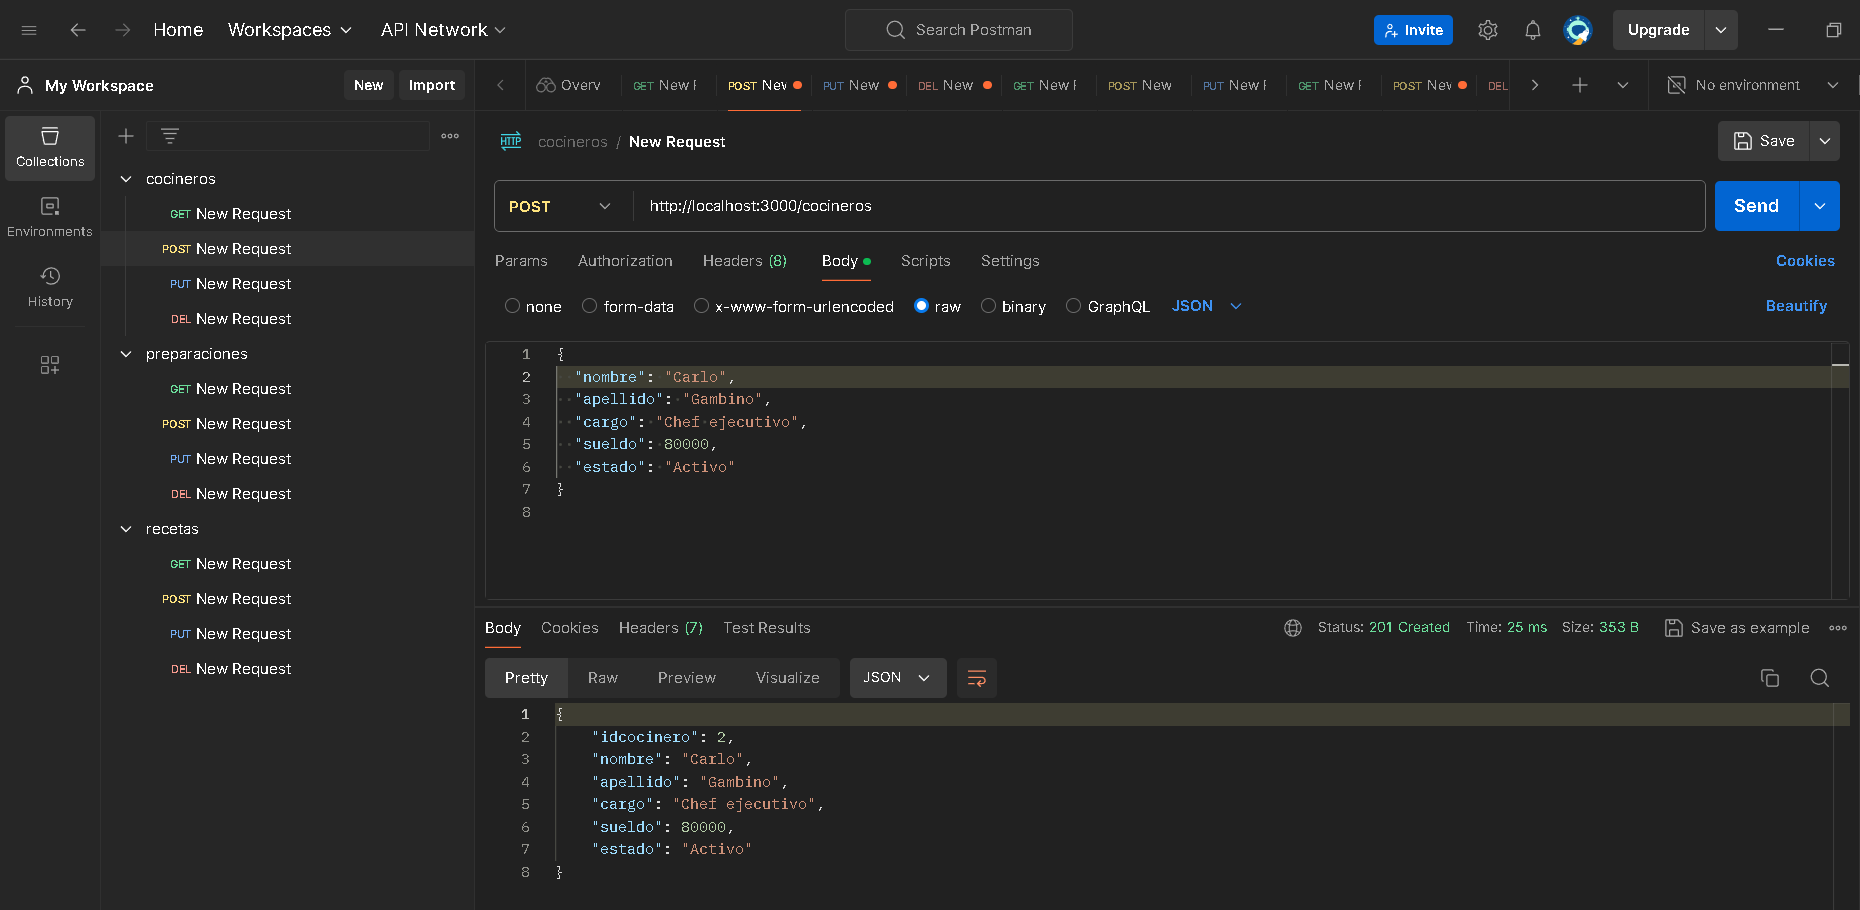 Home Workspaces API Network Search Postman Invite Upgrade
My Workspace New Import Overv GET New POST Nev PUT New DEL New GET New POST New PUT New GET New POST Nev DEL No environment
Collections
Environments
History
cocineros
GET New Request
POST New Request
PUT New Request
DEL New Request
preparaciones
GET New Request
POST New Request
PUT New Request
DEL New Request
recetas
GET New Request
POST New Request
PUT New Request
DEL New Request
HTTP cocineros / New Request Save
POST http://localhost:3000/cocineros Send
Params Authorization Headers (8) Body Scripts Settings Cookies
none form-data x-www-form-urlencoded raw binary GraphQL JSON Beautify
1 {
2 "nombre": "Carlo",
3 "apellido": "Gambino",
4 "cargo": "Chef ejecutivo",
5 "sueldo": 80000,
6 "estado": "Activo"
7 }
8
Body Cookies Headers (7) Test Results Status: 201 Created Time: 25 ms Size: 353 B Save as example
Pretty Raw Preview Visualize JSON
1 {
2 "idcocinero": 2,
3 "nombre": "Carlo",
4 "apellido": "Gambino",
5 "cargo": "Chef ejecutivo",
6 "sueldo": 80000,
7 "estado": "Activo"
8 }